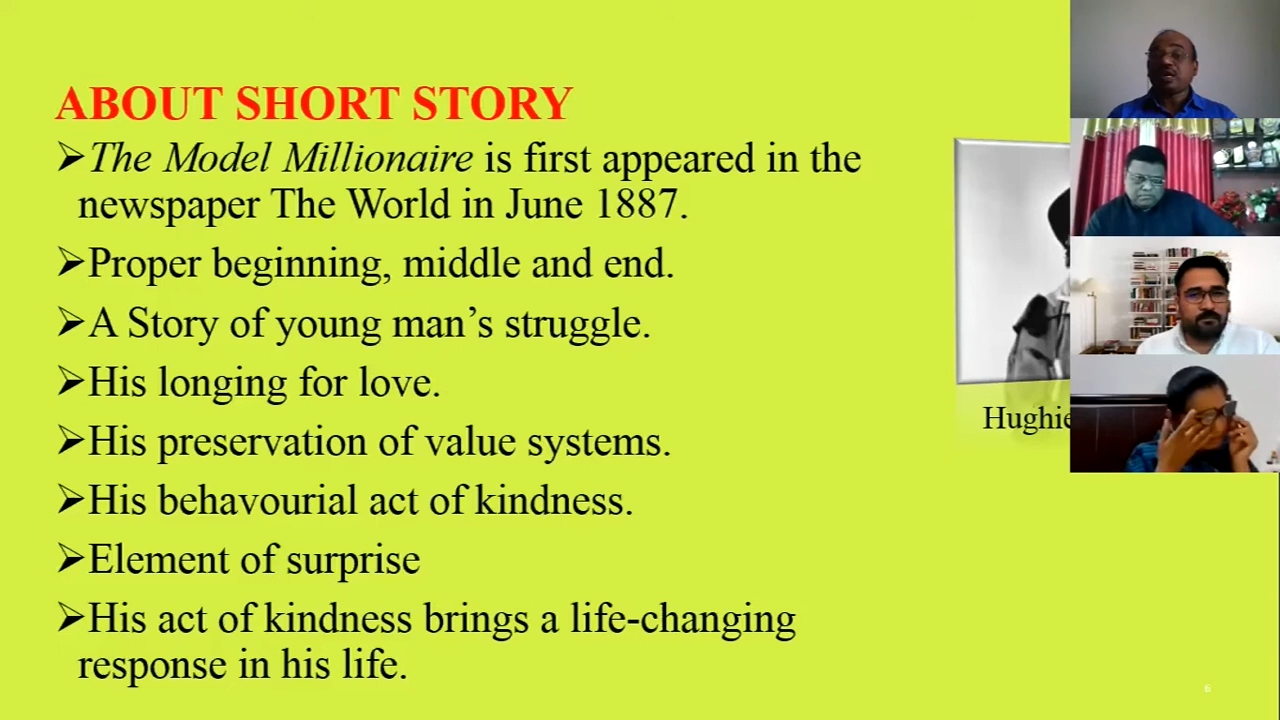 ABOUT SHORT STORY
➢The Model Millionaire is first appeared in the
newspaper The World in June 1887.
➢Proper beginning, middle and end.
➢A Story of young man’s struggle.
➢His longing for love.
➢His preservation of value systems.
➢His behavourial act of kindness.
➢Element of surprise
➢His act of kindness brings a life-changing
response in his life.
Hughie
6